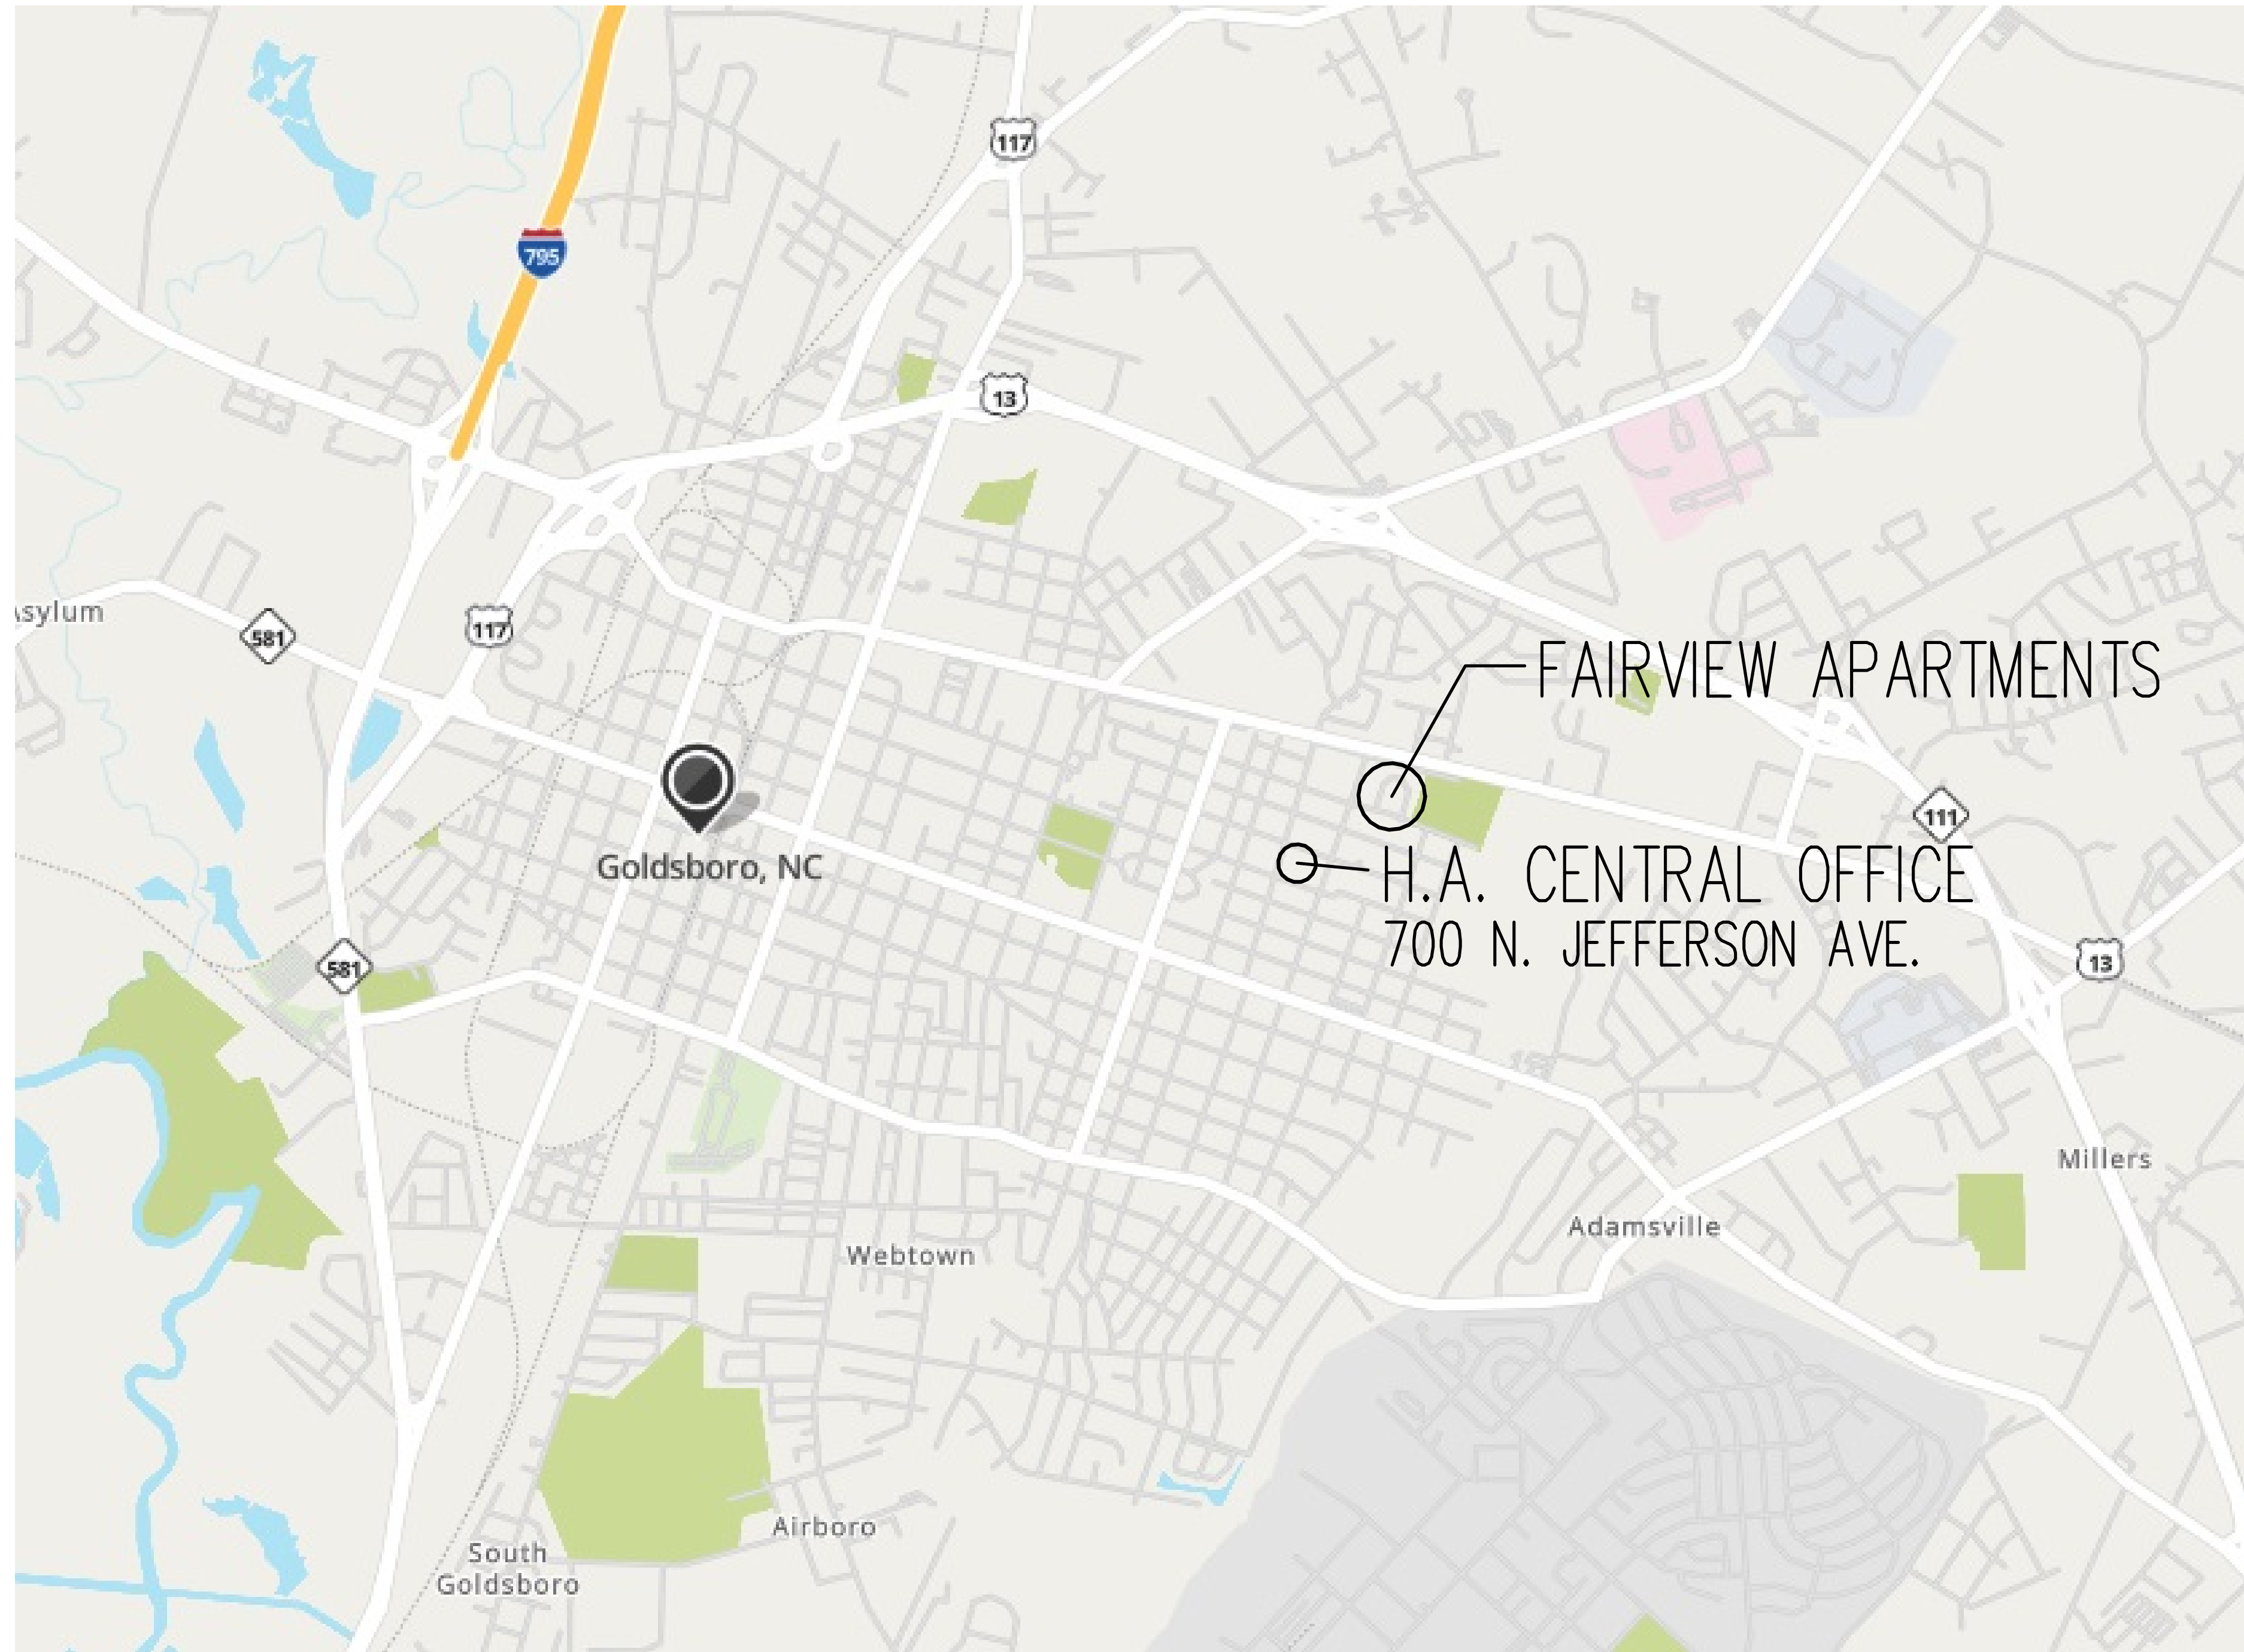 117
795
13
Asylum
581
117
FAIRVIEW APARTMENTS
111
Goldsboro, NC
H.A. CENTRAL OFFICE
700 N. JEFFERSON AVE.
581
13
Millers
Adamsville
Webtown
Airboro
South
Goldsboro